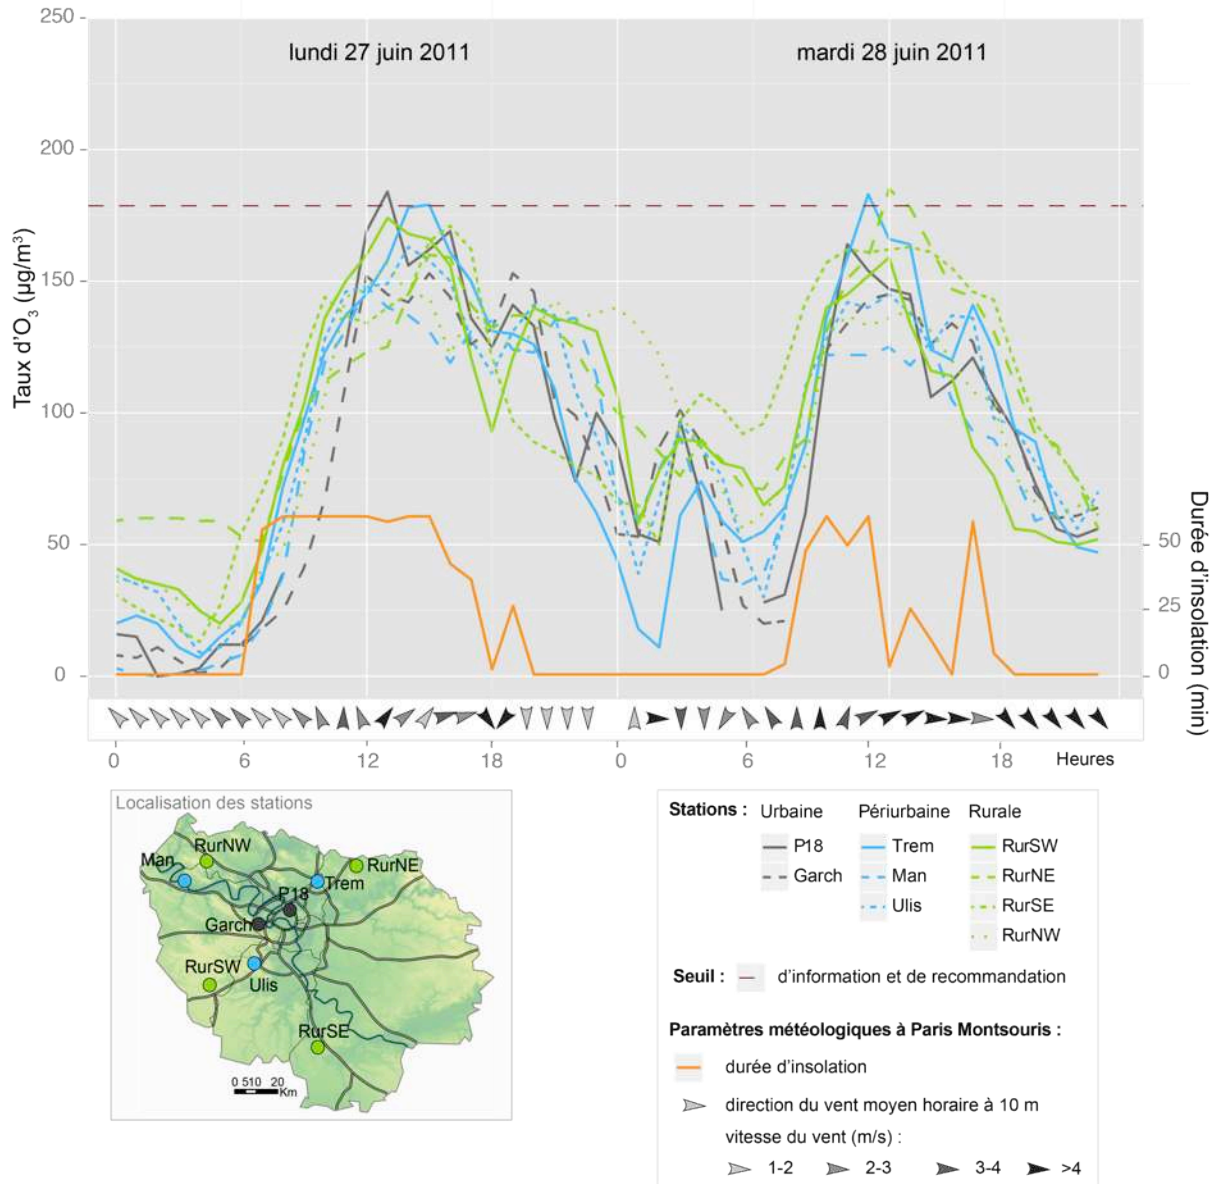 250
lundi 27 juin 2011
mardi 28 juin 2011
200
150
100
50
0
Taux d'O3 (µg/m³)
50
25
0
Durée d'insolation (min)
0 6 12 18 0 6 12 18 Heures
Localisation des stations
RurNW
Man
RurNE
Trem
P18
Garch
RurSW
Ulis
RurSE
0 510 20
Km
Stations : Urbaine Périurbaine Rurale
P18 Trem RurSW
Garch Man RurNE
Ulis RurSE
RurNW
Seuil : d'information et de recommandation
Paramètres météologiques à Paris Montsouris :
durée d'insolation
direction du vent moyen horaire à 10 m
vitesse du vent (m/s) :
1-2 2-3 3-4 >4